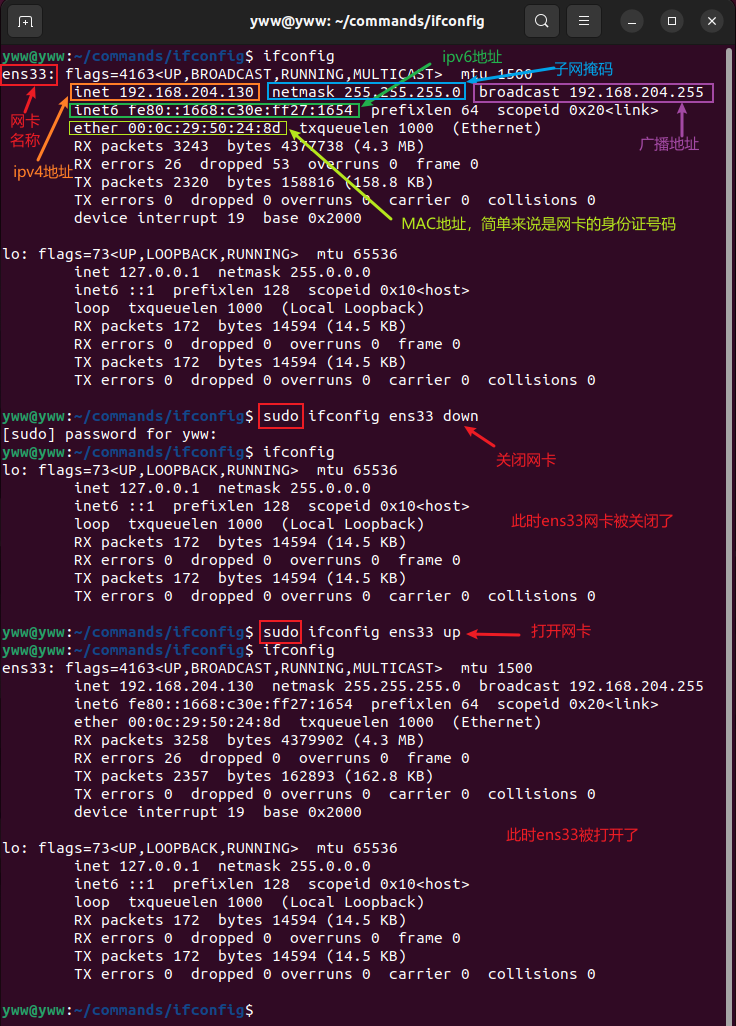 yww@yww: ~/commands/ifconfig
yww@yww:~/commands/ifconfig$ ifconfig
ipv6地址
ens33: flags=4163<UP,BROADCAST,RUNNING,MULTICAST>  mtu 1500
子网掩码
inet 192.168.204.130  netmask 255.255.255.0  broadcast 192.168.204.255
inet6 fe80::1668:c30e:ff27:1654  prefixlen 64  scopeid 0x20<link>
网卡
名称
ether 00:0c:29:50:24:8d  txqueuelen 1000  (Ethernet)
广播地址
RX packets 3243  bytes 4377738 (4.3 MB)
RX errors 26  dropped 53  overruns 0  frame 0
ipv4地址
TX packets 2320  bytes 158816 (158.8 KB)
TX errors 0  dropped 0 overruns 0  carrier 0  collisions 0
device interrupt 19  base 0x2000
MAC地址，简单来说是网卡的身份证号码
lo: flags=73<UP,LOOPBACK,RUNNING>  mtu 65536
inet 127.0.0.1  netmask 255.0.0.0
inet6 ::1  prefixlen 128  scopeid 0x10<host>
loop  txqueuelen 1000  (Local Loopback)
RX packets 172  bytes 14594 (14.5 KB)
RX errors 0  dropped 0  overruns 0  frame 0
TX packets 172  bytes 14594 (14.5 KB)
TX errors 0  dropped 0 overruns 0  carrier 0  collisions 0
yww@yww:~/commands/ifconfig$ sudo ifconfig ens33 down
[sudo] password for yww:
yww@yww:~/commands/ifconfig$ ifconfig
关闭网卡
lo: flags=73<UP,LOOPBACK,RUNNING>  mtu 65536
inet 127.0.0.1  netmask 255.0.0.0
inet6 ::1  prefixlen 128  scopeid 0x10<host>
loop  txqueuelen 1000  (Local Loopback)
此时ens33网卡被关闭了
RX packets 172  bytes 14594 (14.5 KB)
RX errors 0  dropped 0  overruns 0  frame 0
TX packets 172  bytes 14594 (14.5 KB)
TX errors 0  dropped 0 overruns 0  carrier 0  collisions 0
yww@yww:~/commands/ifconfig$ sudo ifconfig ens33 up
打开网卡
yww@yww:~/commands/ifconfig$ ifconfig
ens33: flags=4163<UP,BROADCAST,RUNNING,MULTICAST>  mtu 1500
inet 192.168.204.130  netmask 255.255.255.0  broadcast 192.168.204.255
inet6 fe80::1668:c30e:ff27:1654  prefixlen 64  scopeid 0x20<link>
ether 00:0c:29:50:24:8d  txqueuelen 1000  (Ethernet)
RX packets 3258  bytes 4379902 (4.3 MB)
RX errors 26  dropped 0  overruns 0  frame 0
TX packets 2357  bytes 162893 (162.8 KB)
TX errors 0  dropped 0 overruns 0  carrier 0  collisions 0
device interrupt 19  base 0x2000
此时ens33被打开了
lo: flags=73<UP,LOOPBACK,RUNNING>  mtu 65536
inet 127.0.0.1  netmask 255.0.0.0
inet6 ::1  prefixlen 128  scopeid 0x10<host>
loop  txqueuelen 1000  (Local Loopback)
RX packets 172  bytes 14594 (14.5 KB)
RX errors 0  dropped 0  overruns 0  frame 0
TX packets 172  bytes 14594 (14.5 KB)
TX errors 0  dropped 0 overruns 0  carrier 0  collisions 0
yww@yww:~/commands/ifconfig$